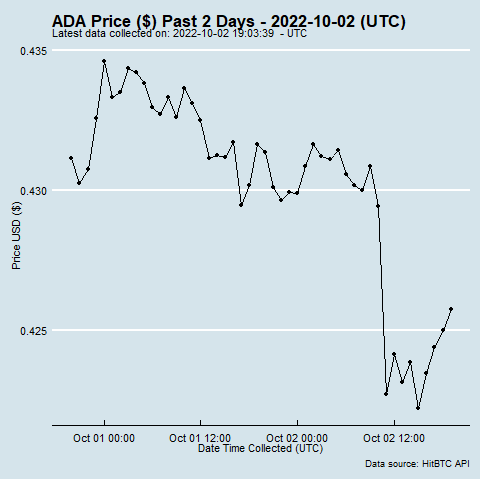 ADA Price ($) Past 2 Days - 2022-10-02 (UTC)
Latest data collected on: 2022-10-02 19:03:39 - UTC
0.435
0.430
0.425
Price USD ($)
Oct 01 00:00
Oct 01 12:00
Oct 02 00:00
Oct 02 12:00
Date Time Collected (UTC)
Data source: HitBTC API